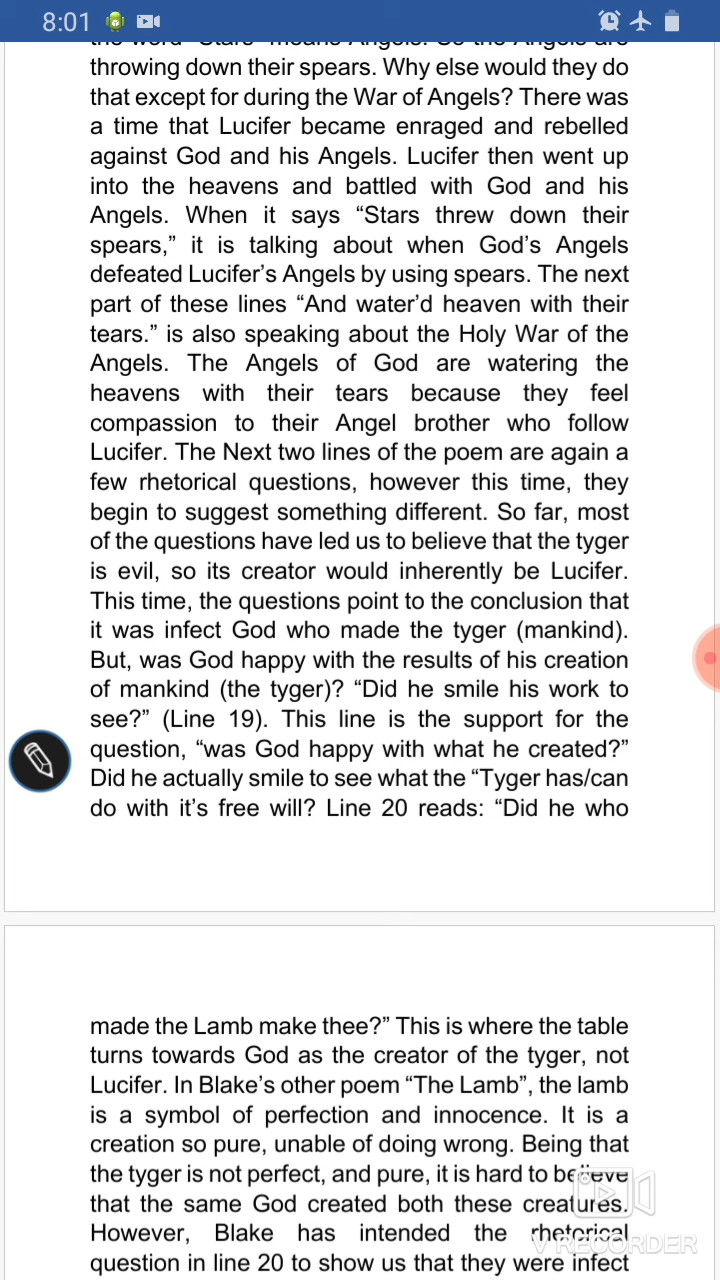 8:01
the word "Stars" means Angels. So the Angels are
throwing down their spears. Why else would they do
that except for during the War of Angels? There was
a time that Lucifer became enraged and rebelled
against God and his Angels. Lucifer then went up
into the heavens and battled with God and his
Angels. When it says “Stars threw down their
spears,” it is talking about when God’s Angels
defeated Lucifer’s Angels by using spears. The next
part of these lines “And water’d heaven with their
tears.” is also speaking about the Holy War of the
Angels. The Angels of God are watering the
heavens with their tears because they feel
compassion to their Angel brother who follow
Lucifer. The Next two lines of the poem are again a
few rhetorical questions, however this time, they
begin to suggest something different. So far, most
of the questions have led us to believe that the tyger
is evil, so its creator would inherently be Lucifer.
This time, the questions point to the conclusion that
it was infect God who made the tyger (mankind).
But, was God happy with the results of his creation
of mankind (the tyger)? “Did he smile his work to
see?” (Line 19). This line is the support for the
question, “was God happy with what he created?”
Did he actually smile to see what the “Tyger has/can
do with it’s free will? Line 20 reads: “Did he who
made the Lamb make thee?” This is where the table
turns towards God as the creator of the tyger, not
Lucifer. In Blake’s other poem “The Lamb”, the lamb
is a symbol of perfection and innocence. It is a
creation so pure, unable of doing wrong. Being that
the tyger is not perfect, and pure, it is hard to believe
that the same God created both these creatures.
However, Blake has intended the rhetorical
question in line 20 to show us that they were infect
V RECORDER